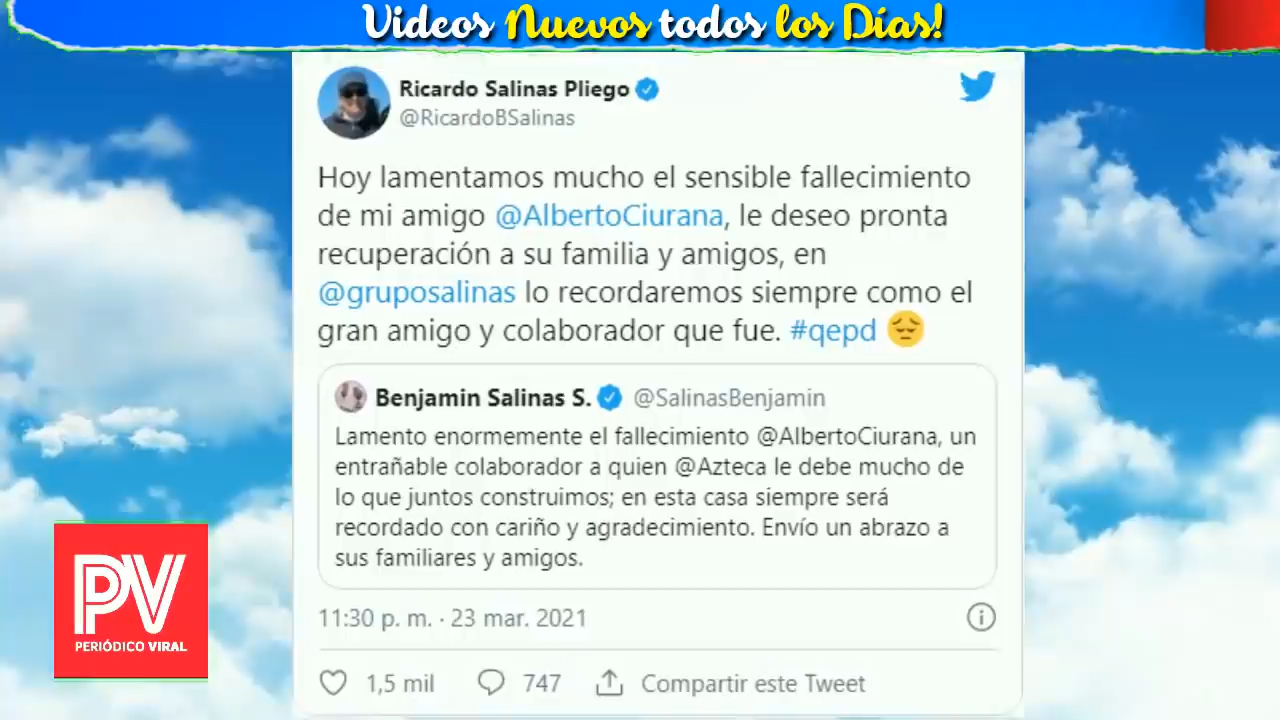 Videos Nuevos todos los Días!
Ricardo Salinas Pliego
@RicardoBSalinas
Hoy lamentamos mucho el sensible fallecimiento
de mi amigo @AlbertoCiurana, le deseo pronta
recuperación a su familia y amigos, en
@gruposalinas lo recordaremos siempre como el
gran amigo y colaborador que fue. #qepd 😔
Benjamin Salinas S. @SalinasBenjamin
Lamento enormemente el fallecimiento @AlbertoCiurana, un
entrañable colaborador a quien @Azteca le debe mucho de
lo que juntos construimos; en esta casa siempre será
recordado con cariño y agradecimiento. Envío un abrazo a
sus familiares y amigos.
11:30 p. m. · 23 mar. 2021
1,5 mil 747 Compartir este Tweet
PV
PERIÓDICO VIRAL